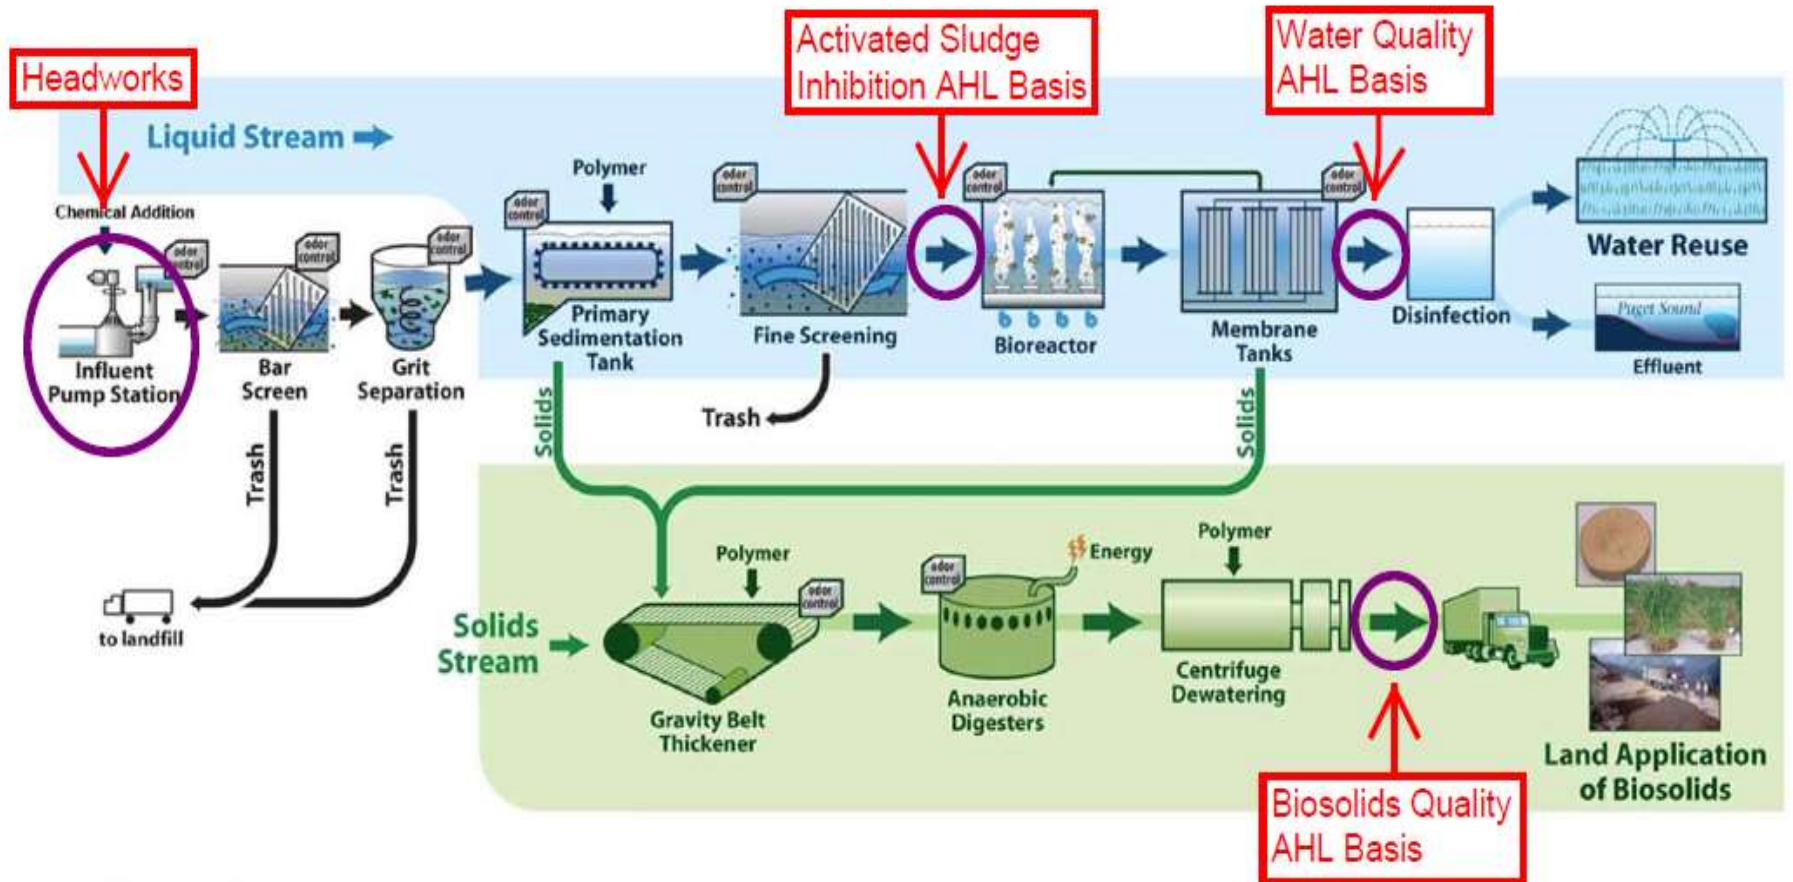 Headworks
Activated Sludge
Inhibition AHL Basis
Water Quality
AHL Basis
Liquid Stream
Chemical Addition
odor
control
Influent
Pump Station
odor
control
Bar
Screen
odor
control
Grit
Separation
odor
control
Polymer
Primary
Sedimentation
Tank
odor
control
Fine Screening
odor
control
Bioreactor
odor
control
Membrane
Tanks
Disinfection
Water Reuse
Puget Sound
Effluent
Trash
Trash
Trash
Solids
Solids
to landfill
Solids
Stream
Polymer
odor
control
Gravity Belt
Thickener
odor
control
Energy
Anaerobic
Digesters
Polymer
Centrifuge
Dewatering
Land Application
of Biosolids
Biosolids Quality
AHL Basis